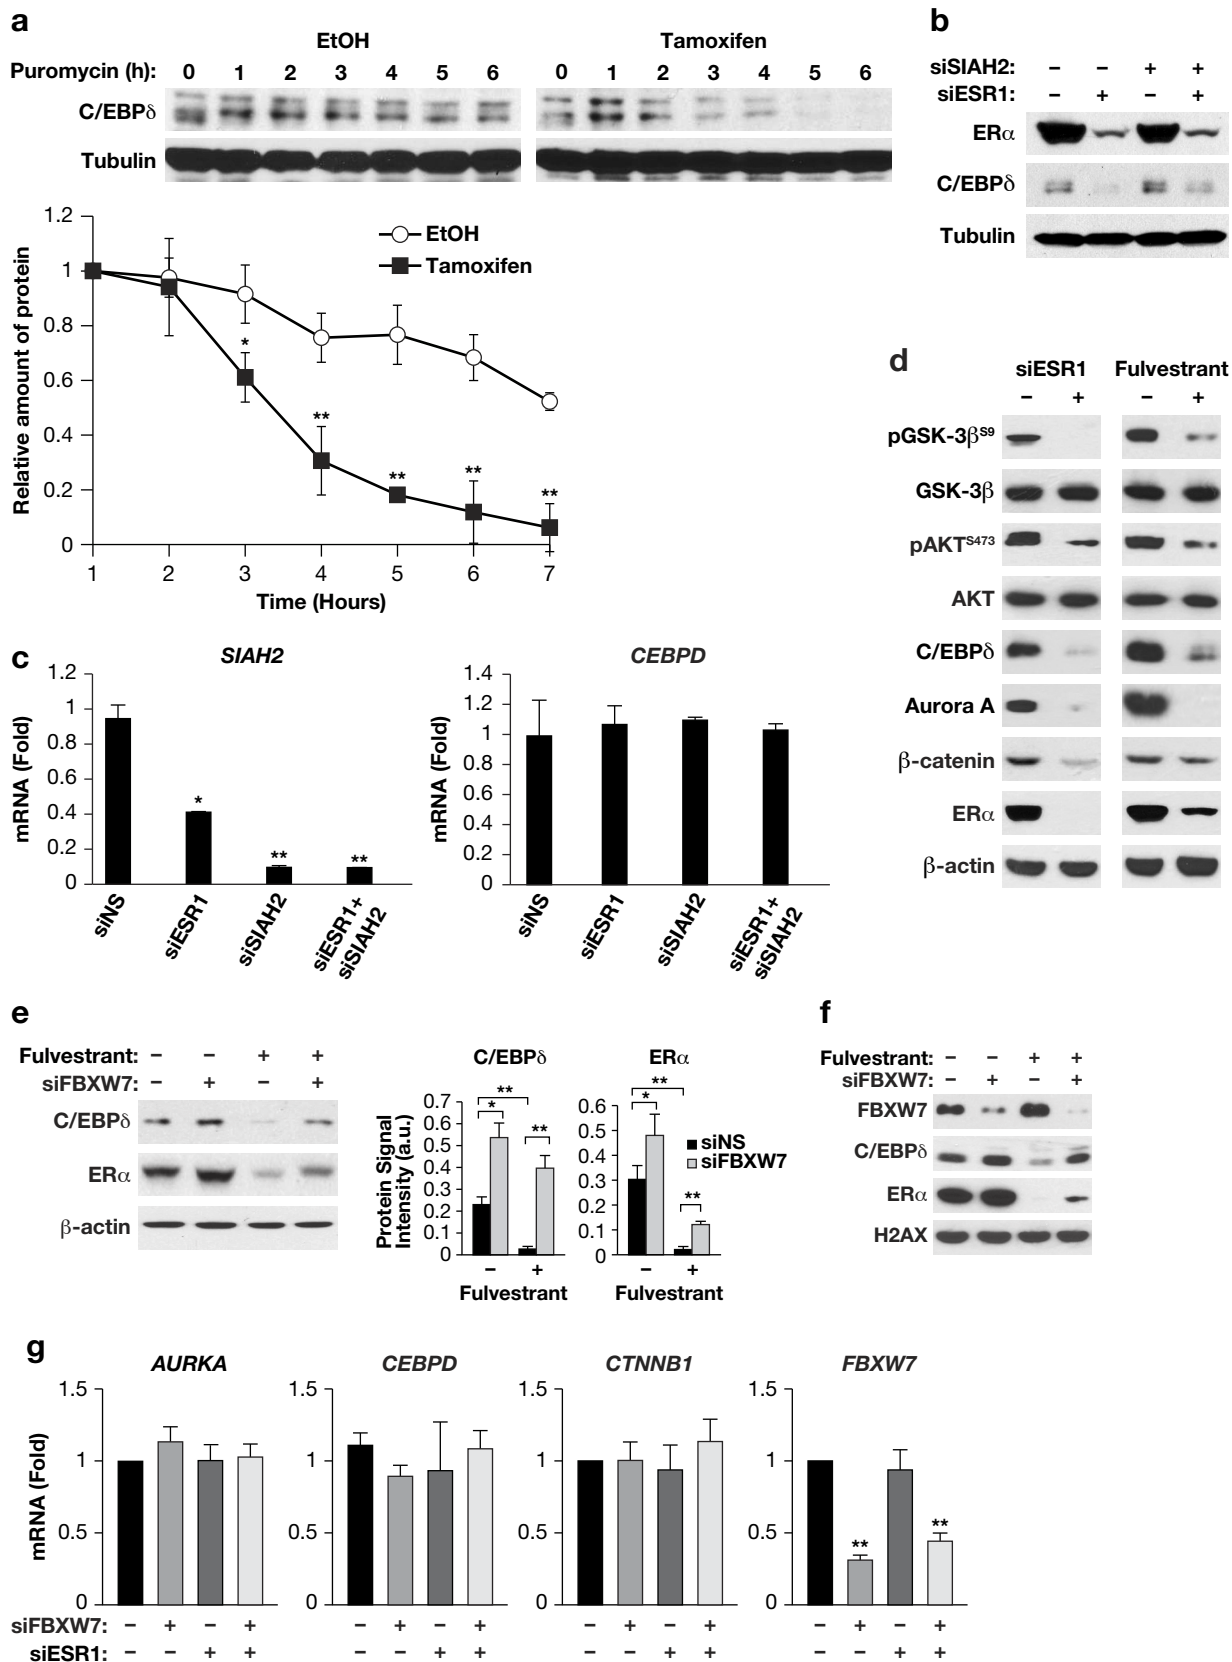 a
EtOH
Tamoxifen
Puromycin (h): 0 1 2 3 4 5 6 0 1 2 3 4 5 6
C/EBPδ
Tubulin
1.2
1
0.8
0.6
0.4
0.2
0
Relative amount of protein
EtOH
Tamoxifen
*
**
**
**
**
1 2 3 4 5 6 7
Time (Hours)
b
siSIAH2: − − + +
siESR1: − + − +
ERα
C/EBPδ
Tubulin
c
SIAH2
mRNA (Fold)
1.2
1
0.8
0.6
0.4
0.2
0
*
**
**
siNS
siESR1
siSIAH2
siESR1+
siSIAH2
CEBPD
mRNA (Fold)
1.4
1.2
1.0
0.8
0.6
0.4
0.2
0
siNS
siESR1
siSIAH2
siESR1+
siSIAH2
d
siESR1 Fulvestrant
− + − +
pGSK-3βS9
GSK-3β
pAKTS473
AKT
C/EBPδ
Aurora A
β-catenin
ERα
β-actin
e
Fulvestrant: − − + +
siFBXW7: − + − +
C/EBPδ
ERα
β-actin
C/EBPδ
Protein Signal
Intensity (a.u.)
0.7
0.6
0.5
0.4
0.3
0.2
0.1
0
**
*
**
− +
Fulvestrant
ERα
0.6
0.5
0.4
0.3
0.2
0.1
0
**
*
**
siNS
siFBXW7
− +
Fulvestrant
f
Fulvestrant: − − + +
siFBXW7: − + − +
FBXW7
C/EBPδ
ERα
H2AX
g
AURKA
mRNA (Fold)
1.5
1
0.5
0
CEBPD
1.5
1
0.5
0
CTNNB1
1.5
1
0.5
0
FBXW7
1.5
1
0.5
0
**
**
siFBXW7: − + − + − + − + − + − + − + − +
siESR1: − − + + − − + + − − + + − − + +